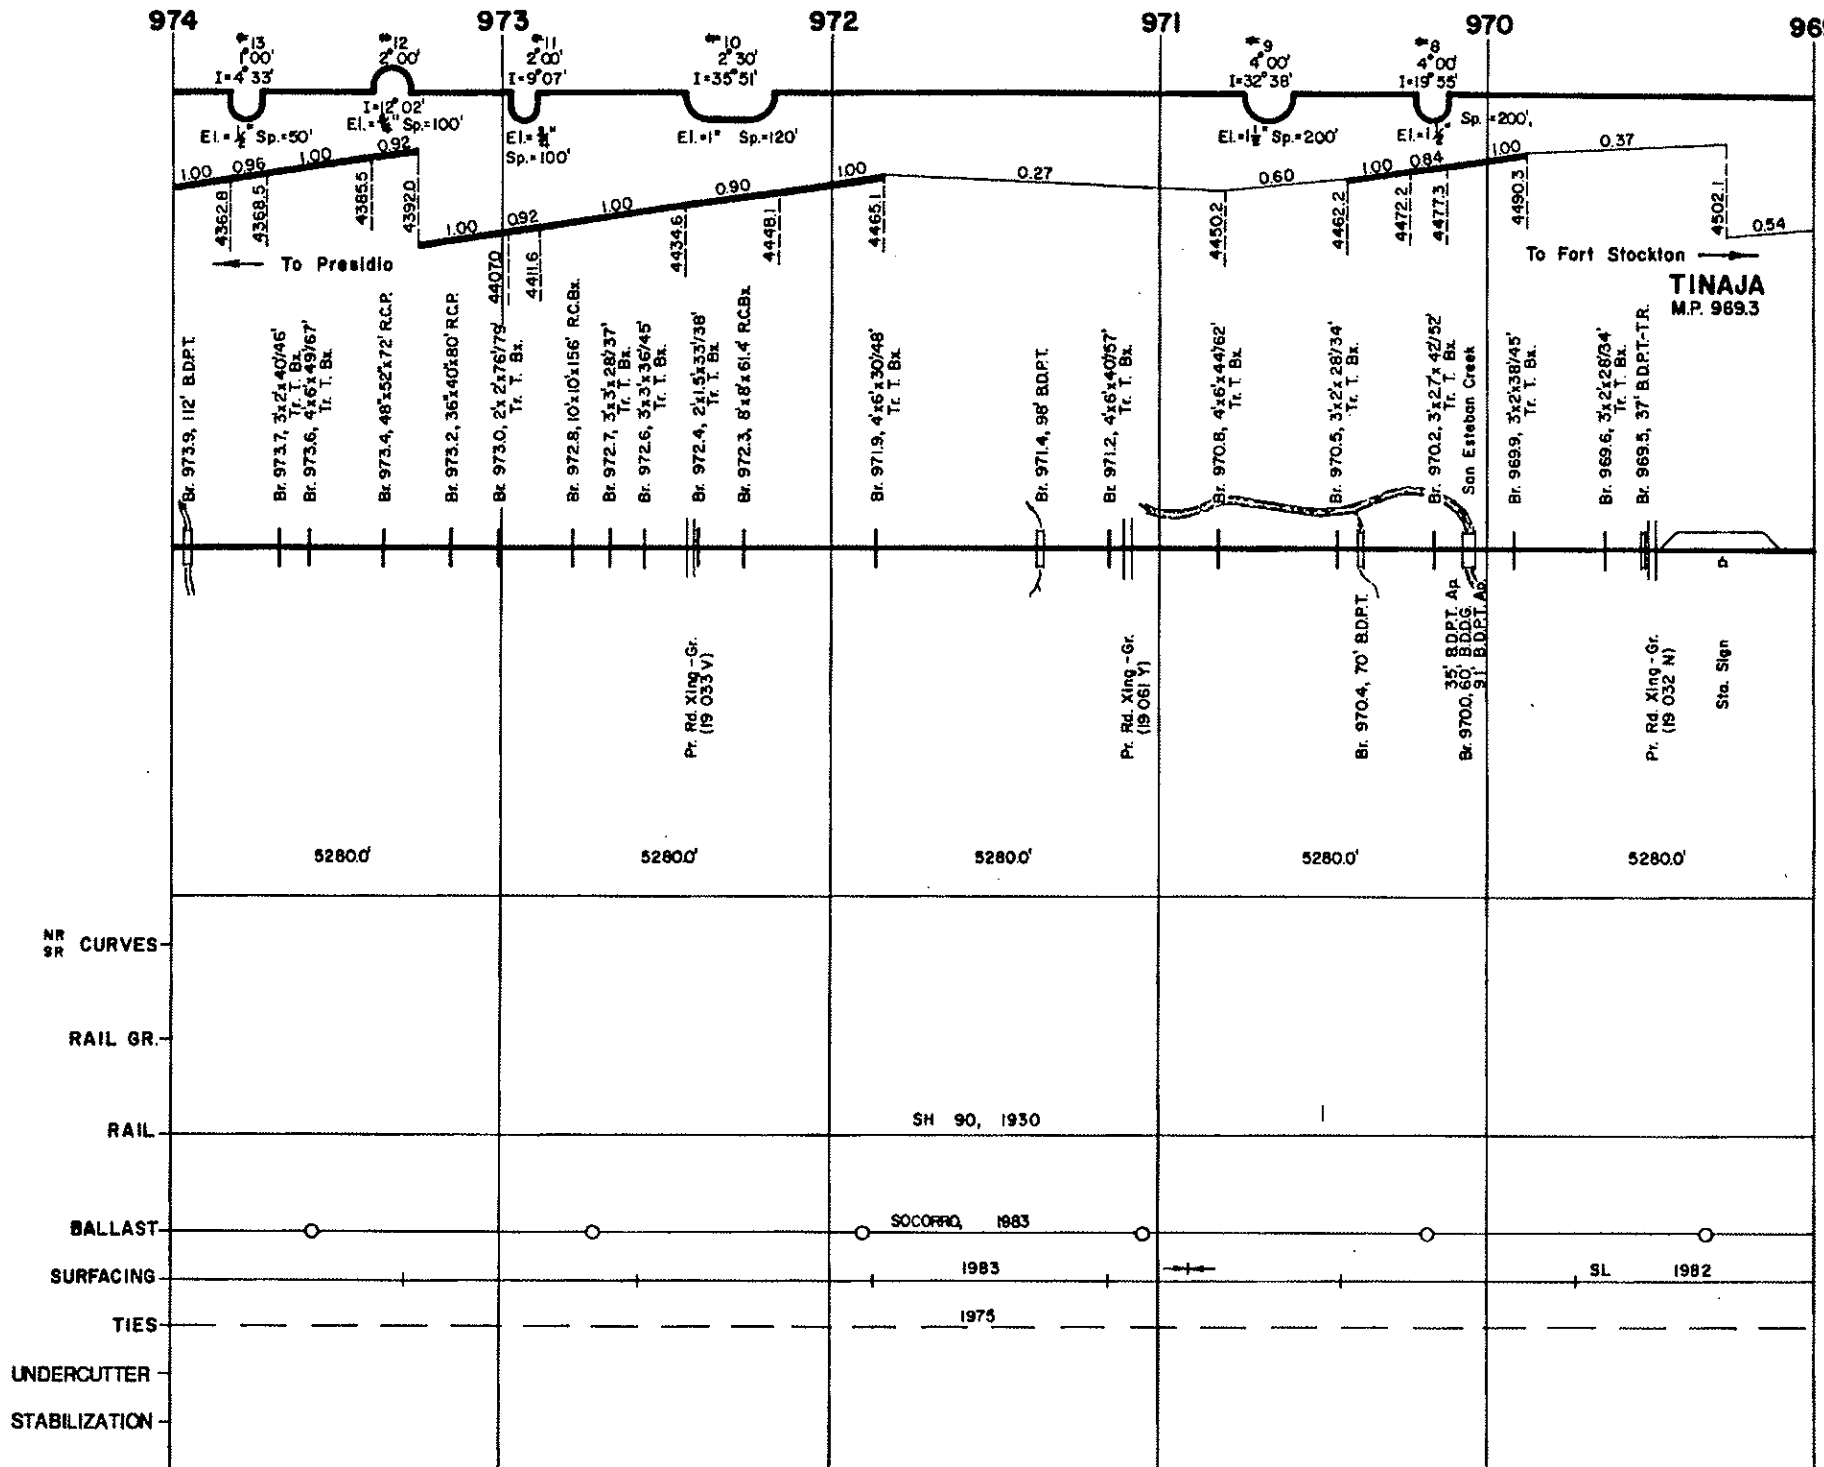 974 973 972 971 970 969
#13
1°00'
I=4°33'
El.=½" Sp.=50'
#12
2°00'
I=12°02'
Sp.=100'
#11
2°00'
I=9°07'
El.=¾"
Sp.=100'
#10
2°30'
I=35°51'
El.=1" Sp.=120'
#9
4°00'
I=32°38'
El.=1½" Sp.=200'
#8
4°00'
I=19°55'
Sp.=200'
1.00 0.96 1.00 0.92 1.00 0.92 1.00 0.90 1.00 0.27 0.60 1.00 0.84 1.00 0.37 0.54
4362.8
4368.5
4385.5
4392.0
4407.0
4411.6
4434.6
4448.1
4465.1
4450.2
4462.2
4472.2
4477.3
4490.3
4502.1
To Presidio
To Fort Stockton
TINAJA
M.P. 969.3
Br. 973.9, 112' B.D.P.T.
Br. 973.7, 3'x2'x40'/46'
Tr. T. Bx.
Br. 973.6, 4'x6'x49'/67'
Tr. T. Bx.
Br. 973.4, 48"x52"x72' R.C.P.
Br. 973.2, 36"x40"x80' R.C.P.
Br. 973.0, 2'x2'x76'/79'
Tr. T. Bx.
Br. 972.8, 10'x10'x156' R.C.Bx.
Br. 972.7, 3'x3'x28'/37'
Tr. T. Bx.
Br. 972.6, 3'x3'x36'/45'
Tr. T. Bx.
Br. 972.4, 2'x1.5'x33'/38'
Tr. T. Bx.
Br. 972.3, 8'x8'x61.4' R.C.Bx.
Br. 971.9, 4'x6'x30'/48'
Tr. T. Bx.
Br. 971.4, 98' B.D.P.T.
Br. 971.2, 4'x6'x40'/57'
Tr. T. Bx.
Br. 970.8, 4'x6'x44'/62'
Tr. T. Bx.
Br. 970.5, 3'x2'x28'/34'
Tr. T. Bx.
Br. 970.2, 3'x2.7'x42'/52'
Tr. T. Bx.
San Esteban Creek
Br. 969.9, 3'x2'x38'/45'
Tr. T. Bx.
Br. 969.6, 3'x2'x28'/34'
Tr. T. Bx.
Br. 969.5, 37' B.D.P.T.-T.R.
Pr. Rd. Xing-Gr.
(19 033 V)
Pr. Rd. Xing-Gr.
(19 061 Y)
Br. 970.4, 70' B.D.P.T.
35' B.D.P.T. Ap.
Br. 970.0, 60' B.D.D.G.
91' B.D.P.T. Ap.
Pr. Rd. Xing-Gr.
(19 032 N)
Sta. Sign
5280.0' 5280.0' 5280.0' 5280.0' 5280.0'
NR
SR
CURVES
RAIL GR.
RAIL SH 90, 1930
BALLAST SOCORRO, 1983
SURFACING 1983 SL 1982
TIES 1975
UNDERCUTTER
STABILIZATION